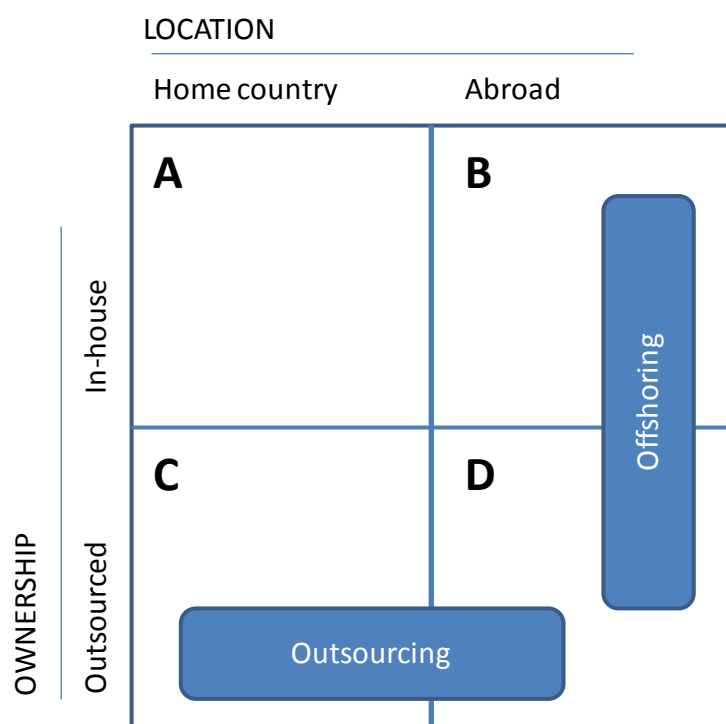 LOCATION
Home country
Abroad
A
B
In-house
Offshoring
C
D
OWNERSHIP
Outsourced
Outsourcing